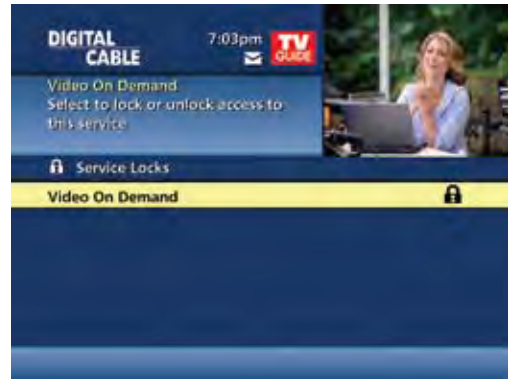 DIGITAL
CABLE
7:03pm
TV
GUIDE
Video On Demand
Select to lock or unlock access to
this service
Service Locks
Video On Demand